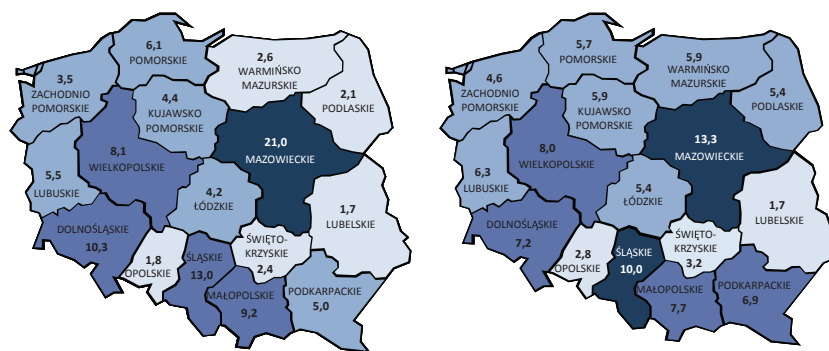 6,1
POMORSKIE
2,6
WARMIŃSKO
MAZURSKIE
3,5
ZACHODNIO
POMORSKIE
2,1
PODLASKIE
4,4
KUJAWSKO
POMORSKIE
21,0
MAZOWIECKIE
8,1
WIELKOPOLSKIE
5,5
LUBUSKIE
4,2
ŁÓDZKIE
1,7
LUBELSKIE
DOLNOŚLĄSKIE
10,3
ŚWIĘTO-
KRZYSKIE
2,4
1,8
OPOLSKIE
ŚLĄSKIE
13,0
MAŁOPOLSKIE
9,2
PODKARPACKIE
5,0
5,7
POMORSKIE
5,9
WARMIŃSKO
MAZURSKIE
4,6
ZACHODNIO
POMORSKIE
5,4
PODLASKIE
5,9
KUJAWSKO
POMORSKIE
13,3
MAZOWIECKIE
8,0
WIELKOPOLSKIE
6,3
LUBUSKIE
5,4
ŁÓDZKIE
1,7
LUBELSKIE
DOLNOŚLĄSKIE
7,2
ŚWIĘTO-
KRZYSKIE
3,2
2,8
OPOLSKIE
ŚLĄSKIE
10,0
MAŁOPOLSKIE
7,7
PODKARPACKIE
6,9